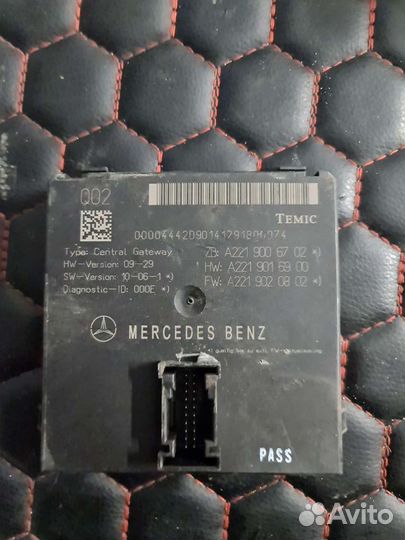 Q02
TEMIC
Type: Central Gateway
HW-Version: 09-29
SW-Version: 10-06-1*)
Diagnostic-ID: 000E *)
ZB: A221 900 67 02 *)
HW: A221 901 69 00
FW: A221 902 08 02 *)
MERCEDES BENZ
PASS
Avito